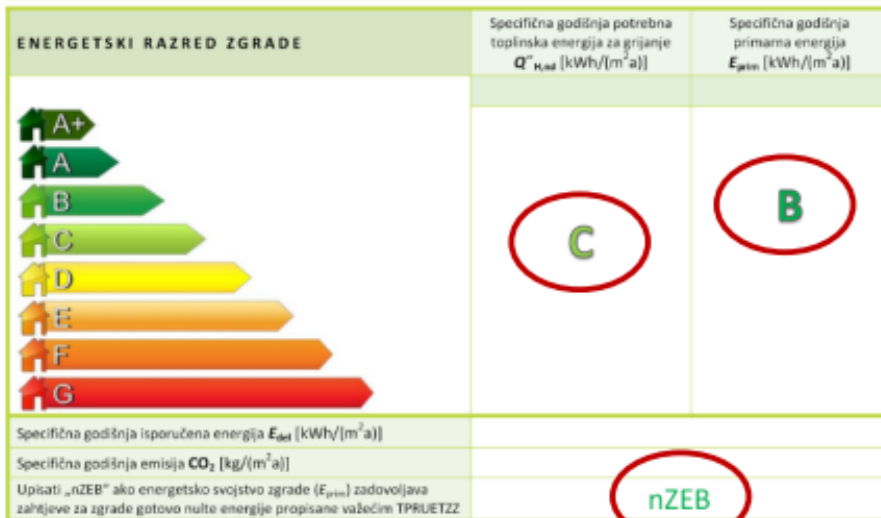 ENERGETSKI RAZRED ZGRADE
Specifična godišnja potrebna
toplinska energija za grijanje
Q"H,nd [kWh/(m²a)]
Specifična godišnja
primarna energija
Eprim [kWh/(m²a)]
A+
A
B
C
D
E
F
G
C
B
Specifična godišnja isporučena energija Edel [kWh/(m²a)]
Specifična godišnja emisija CO₂ [kg/(m²a)]
Upisati „nZEB" ako energetsko svojstvo zgrade (Eprim) zadovoljava
zahtjeve za zgrade gotovo nulte energije propisane važećim TPRUETZZ
nZEB